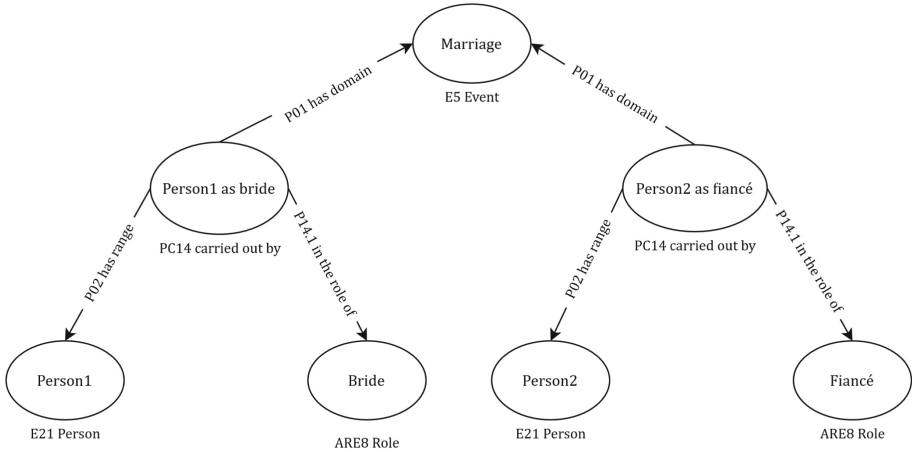 Marriage
E5 Event
P01 has domain
P01 has domain
Person1 as bride
PC14 carried out by
Person2 as fiancé
PC14 carried out by
P02 has range
P14.1 in the role of
P02 has range
P14.1 in the role of
Person1
E21 Person
Bride
ARE8 Role
Person2
E21 Person
Fiancé
ARE8 Role